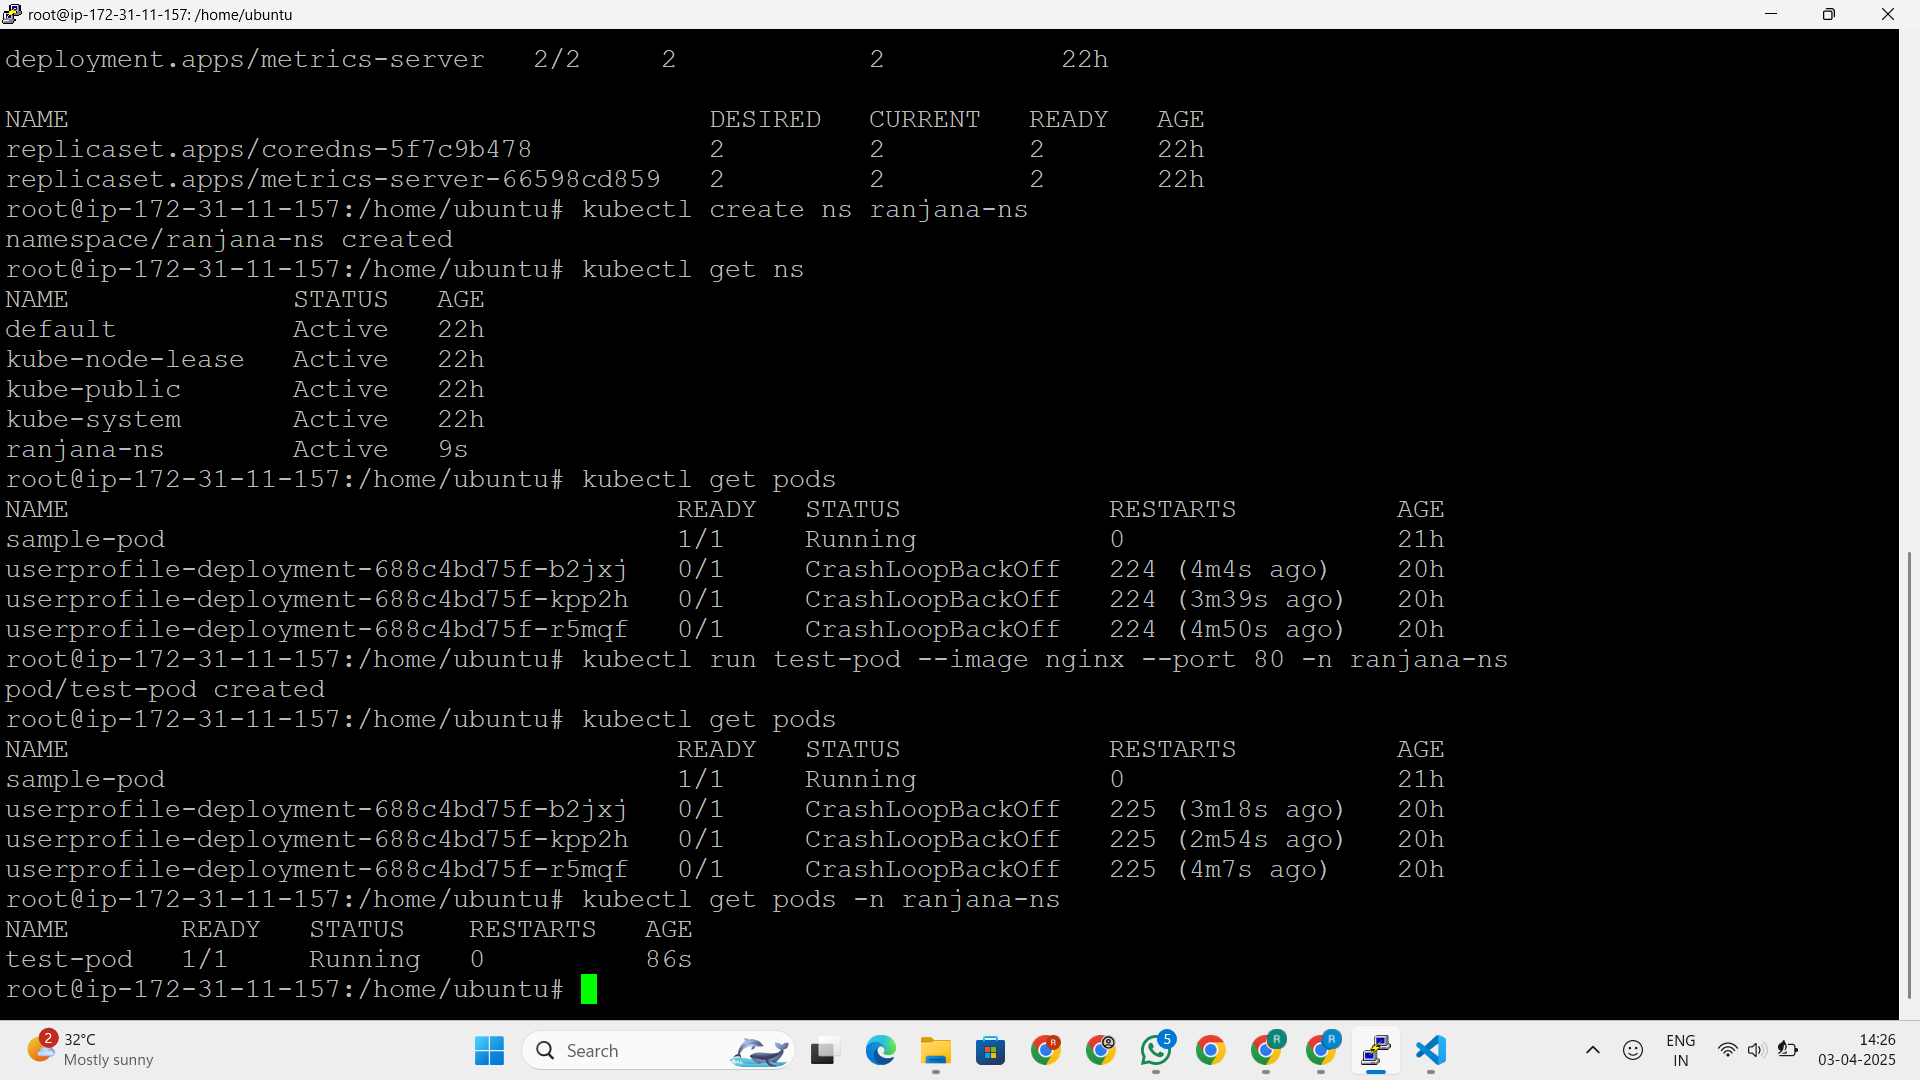 root@ip-172-31-11-157: /home/ubuntu
deployment.apps/metrics-server   2/2     2            2           22h
NAME                                        DESIRED   CURRENT   READY   AGE
replicaset.apps/coredns-5f7c9b478           2         2         2       22h
replicaset.apps/metrics-server-66598cd859   2         2         2       22h
root@ip-172-31-11-157:/home/ubuntu# kubectl create ns ranjana-ns
namespace/ranjana-ns created
root@ip-172-31-11-157:/home/ubuntu# kubectl get ns
NAME              STATUS   AGE
default           Active   22h
kube-node-lease   Active   22h
kube-public       Active   22h
kube-system       Active   22h
ranjana-ns        Active   9s
root@ip-172-31-11-157:/home/ubuntu# kubectl get pods
NAME                                      READY   STATUS             RESTARTS          AGE
sample-pod                                1/1     Running            0                 21h
userprofile-deployment-688c4bd75f-b2jxj   0/1     CrashLoopBackOff   224 (4m4s ago)    20h
userprofile-deployment-688c4bd75f-kpp2h   0/1     CrashLoopBackOff   224 (3m39s ago)   20h
userprofile-deployment-688c4bd75f-r5mqf   0/1     CrashLoopBackOff   224 (4m50s ago)   20h
root@ip-172-31-11-157:/home/ubuntu# kubectl run test-pod --image nginx --port 80 -n ranjana-ns
pod/test-pod created
root@ip-172-31-11-157:/home/ubuntu# kubectl get pods
NAME                                      READY   STATUS             RESTARTS          AGE
sample-pod                                1/1     Running            0                 21h
userprofile-deployment-688c4bd75f-b2jxj   0/1     CrashLoopBackOff   225 (3m18s ago)   20h
userprofile-deployment-688c4bd75f-kpp2h   0/1     CrashLoopBackOff   225 (2m54s ago)   20h
userprofile-deployment-688c4bd75f-r5mqf   0/1     CrashLoopBackOff   225 (4m7s ago)    20h
root@ip-172-31-11-157:/home/ubuntu# kubectl get pods -n ranjana-ns
NAME       READY   STATUS    RESTARTS   AGE
test-pod   1/1     Running   0          86s
root@ip-172-31-11-157:/home/ubuntu#
2
32°C
Mostly sunny
Search
R
5
R
R
ENG
IN
14:26
03-04-2025